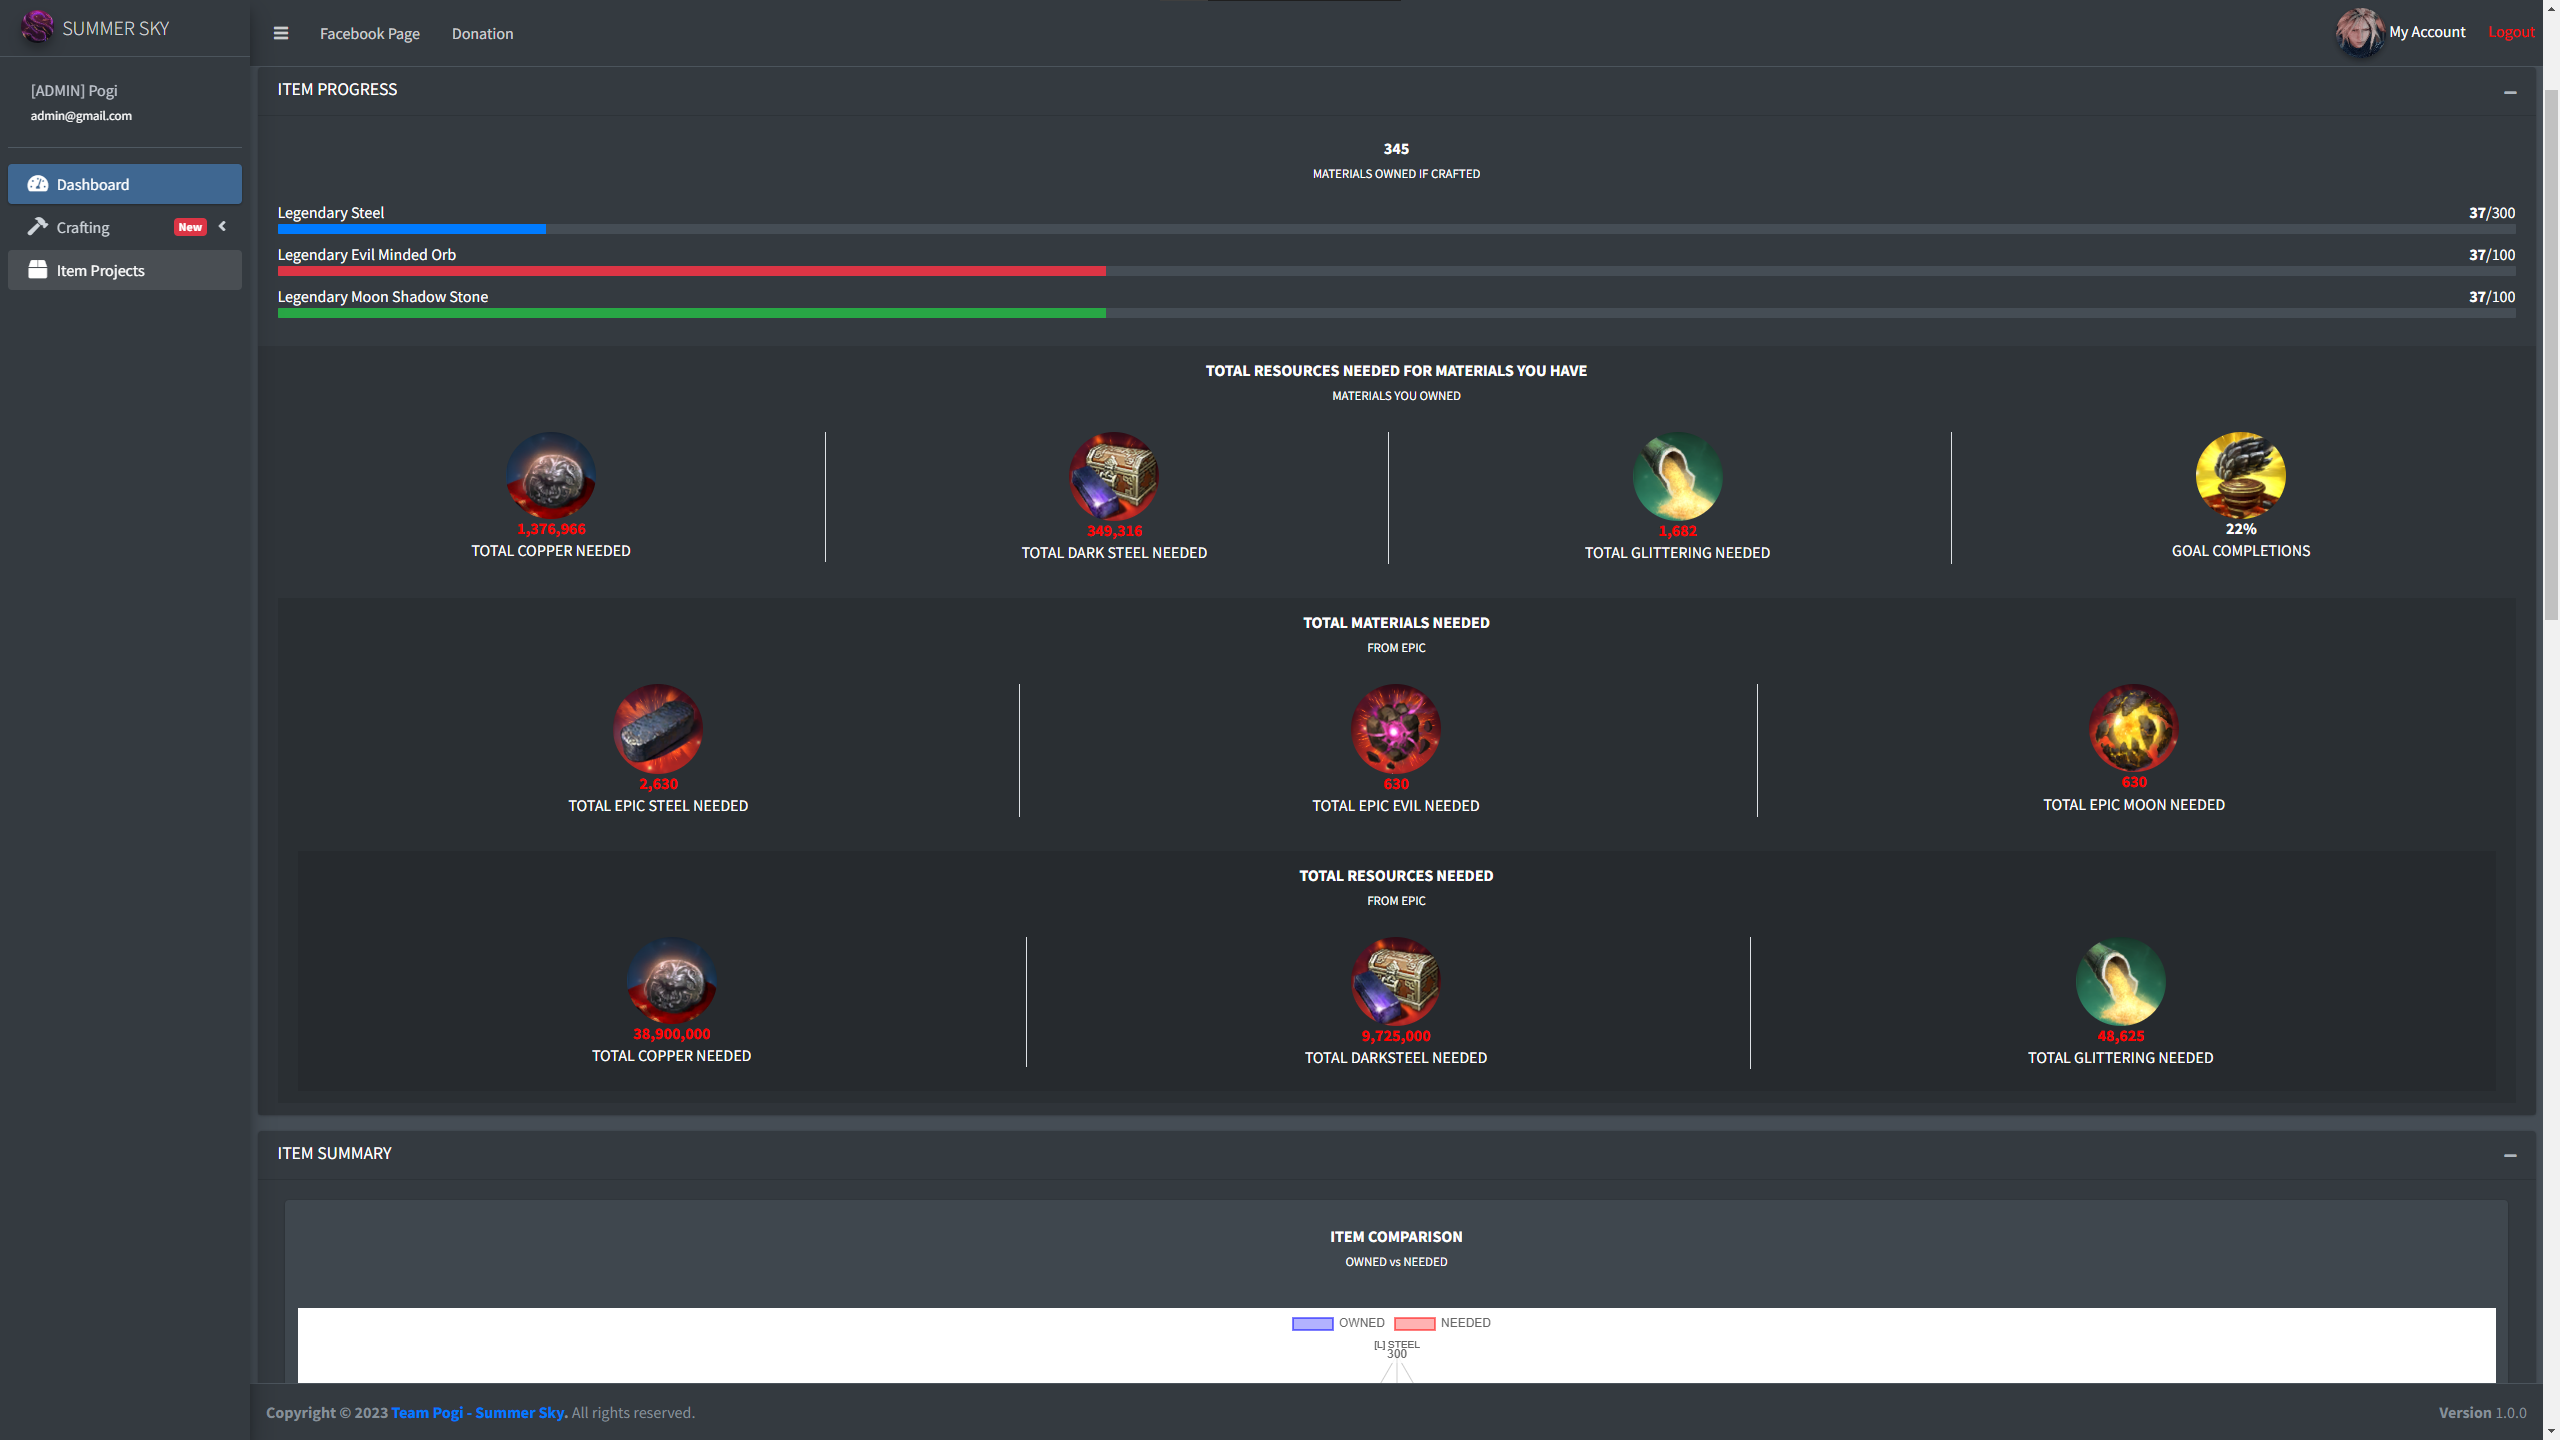 SUMMER SKY
Facebook Page
Donation
My Account
Logout
[ADMIN] Pogi
admin@gmail.com
Dashboard
Crafting
New
Item Projects
ITEM PROGRESS
345
MATERIALS OWNED IF CRAFTED
Legendary Steel
37/300
Legendary Evil Minded Orb
37/100
Legendary Moon Shadow Stone
37/100
TOTAL RESOURCES NEEDED FOR MATERIALS YOU HAVE
MATERIALS YOU OWNED
1,376,966
TOTAL COPPER NEEDED
349,316
TOTAL DARK STEEL NEEDED
1,682
TOTAL GLITTERING NEEDED
22%
GOAL COMPLETIONS
TOTAL MATERIALS NEEDED
FROM EPIC
2,630
TOTAL EPIC STEEL NEEDED
630
TOTAL EPIC EVIL NEEDED
630
TOTAL EPIC MOON NEEDED
TOTAL RESOURCES NEEDED
FROM EPIC
38,900,000
TOTAL COPPER NEEDED
9,725,000
TOTAL DARKSTEEL NEEDED
48,625
TOTAL GLITTERING NEEDED
ITEM SUMMARY
ITEM COMPARISON
OWNED vs NEEDED
OWNED
NEEDED
[L] STEEL
300
Copyright © 2023 Team Pogi - Summer Sky. All rights reserved.
Version 1.0.0